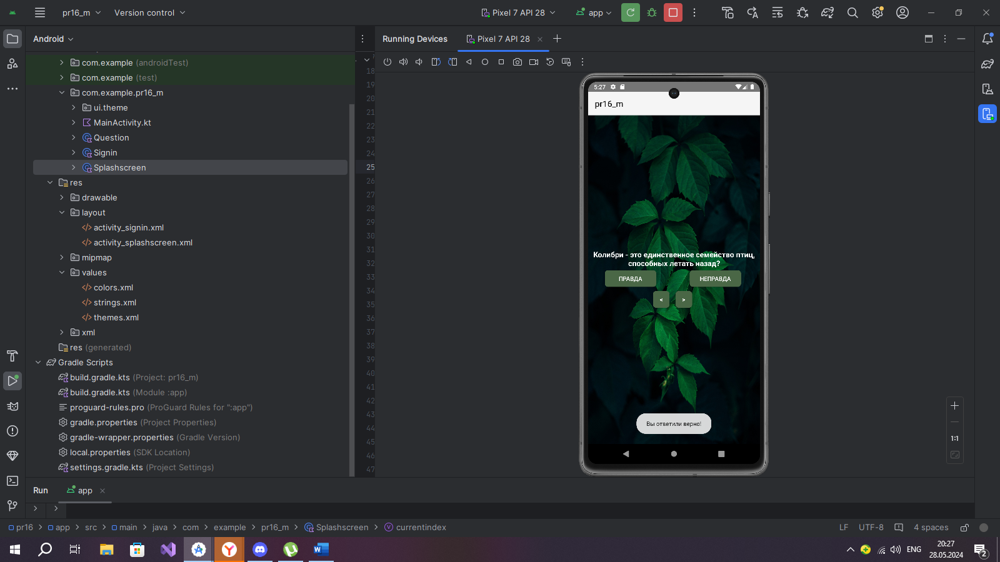 pr16_m
Version control
Pixel 7 API 28
app
Android
Running Devices
Pixel 7 API 28
com.example (androidTest)
com.example (test)
com.example.pr16_m
ui.theme
MainActivity.kt
Question
Signin
Splashscreen
res
drawable
layout
activity_signin.xml
activity_splashscreen.xml
mipmap
values
colors.xml
strings.xml
themes.xml
xml
res (generated)
Gradle Scripts
build.gradle.kts (Project: pr16_m)
build.gradle.kts (Module :app)
proguard-rules.pro (ProGuard Rules for ":app")
gradle.properties (Project Properties)
gradle-wrapper.properties (Gradle Version)
local.properties (SDK Location)
settings.gradle.kts (Project Settings)
18
19
20
21
22
23
24
25
26
27
28
29
30
31
32
33
34
35
36
37
38
39
40
41
42
43
44
45
46
47
5:27
pr16_m
Колибри - это единственное семейство птиц,
способных летать назад?
ПРАВДА
НЕПРАВДА
<
>
Вы ответили верно!
1:1
Run
app
pr16 > app > src > main > java > com > example > pr16_m > Splashscreen > currentindex
LF
UTF-8
4 spaces
ENG
20:27
28.05.2024
2